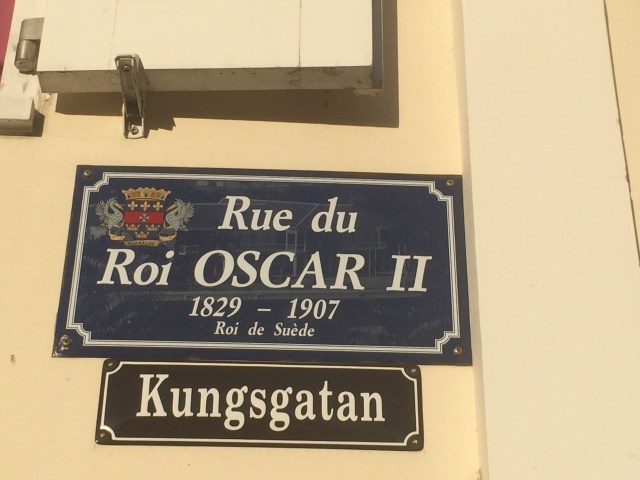 Rue du
Roi OSCAR II
1829 - 1907
Roi de Suède
Kungsgatan